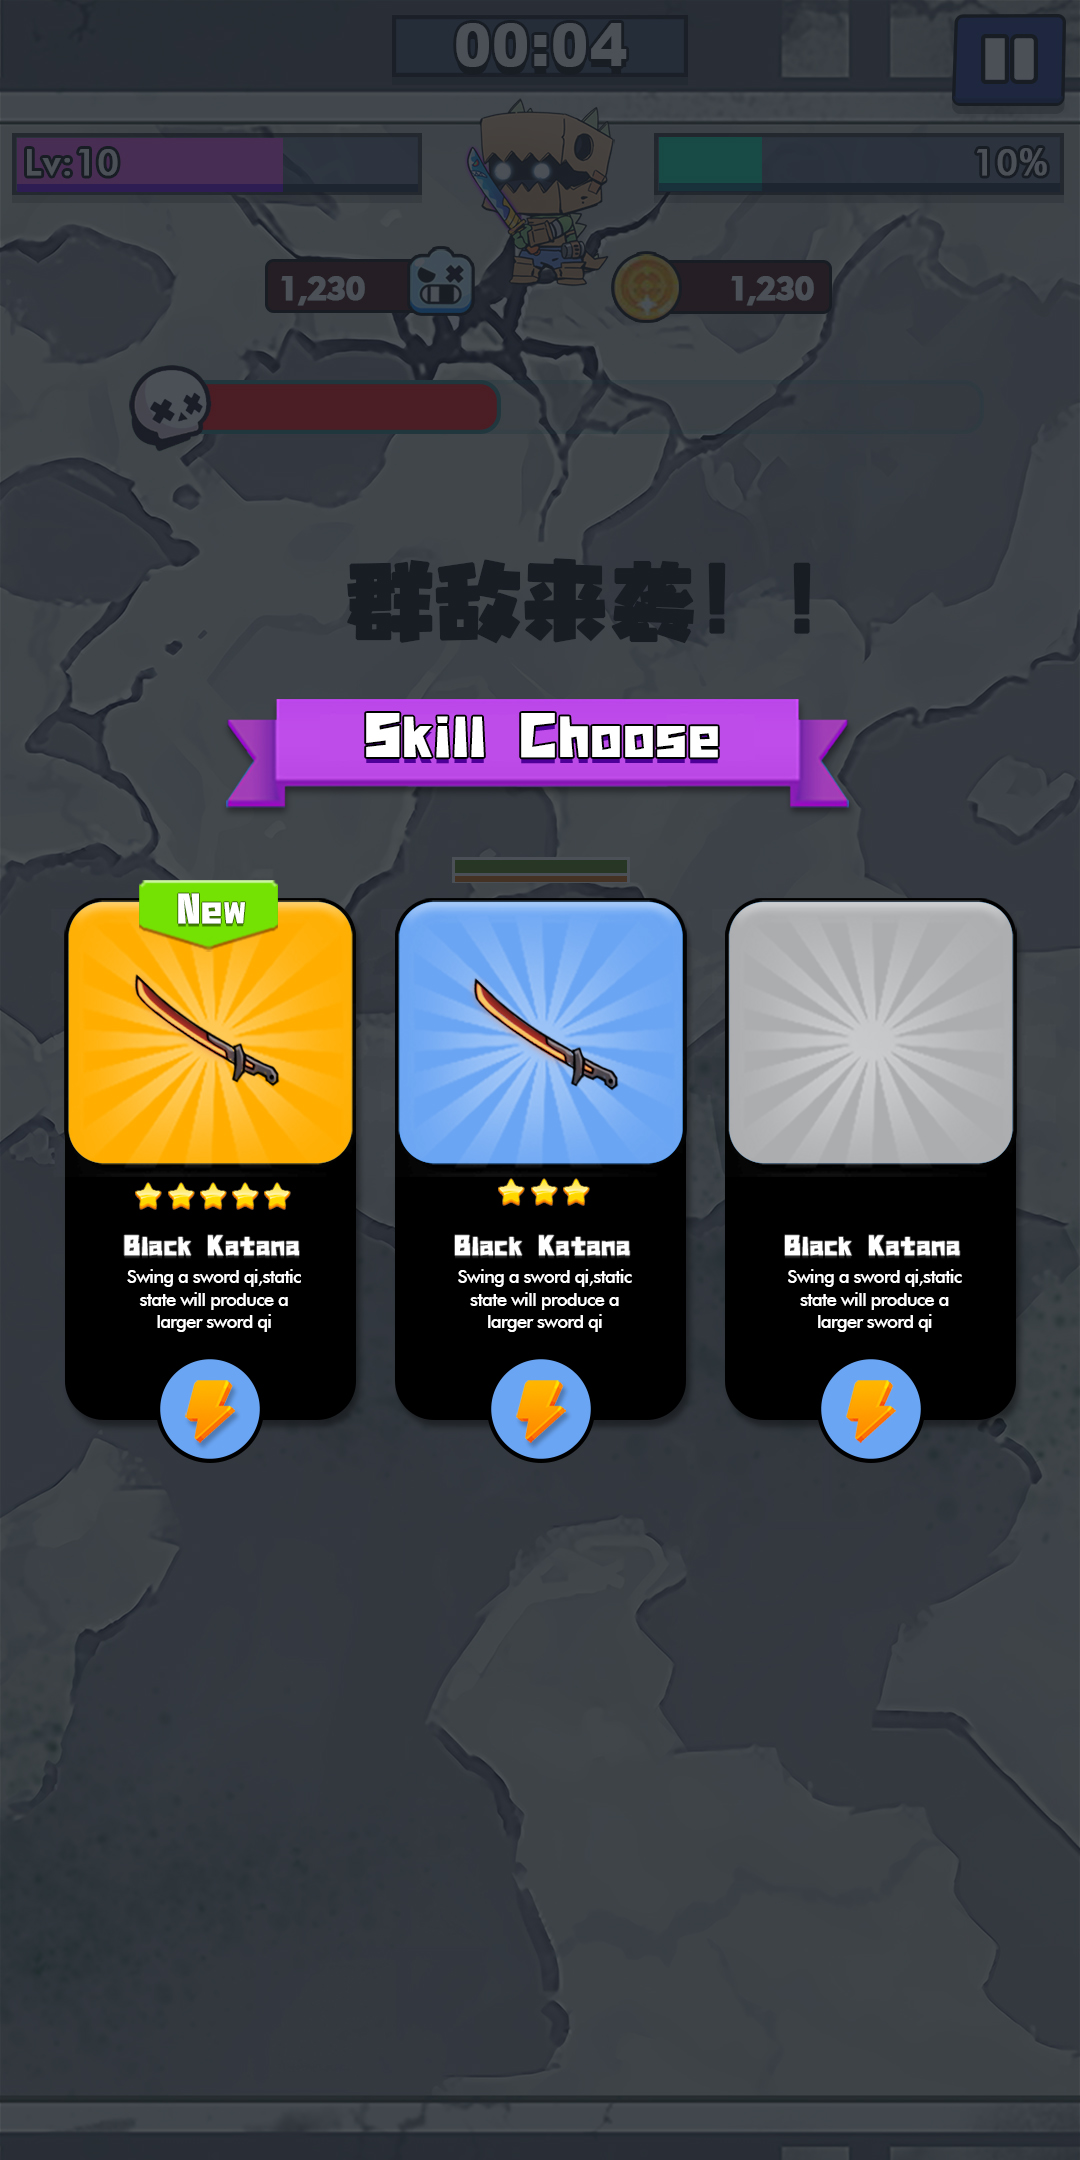 00:04
Lv:10
10%
1,230
1,230
群敌来袭！！
Skill Choose
New
Black Katana
Swing a sword qi,static
state will produce a
larger sword qi
Black Katana
Swing a sword qi,static
state will produce a
larger sword qi
Black Katana
Swing a sword qi,static
state will produce a
larger sword qi